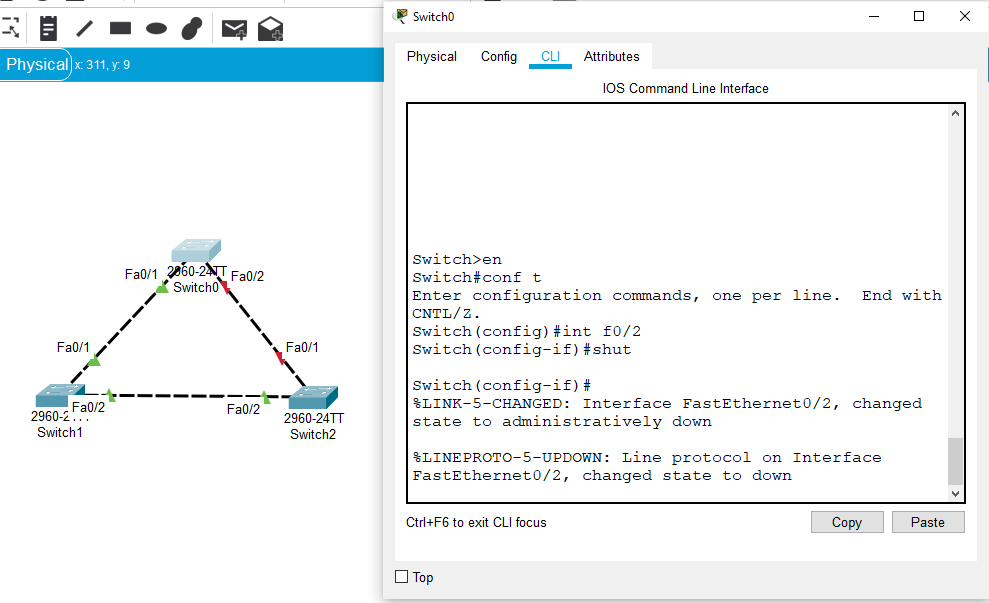 Switch0
Physical
x: 311, y: 9
Physical Config CLI Attributes
IOS Command Line Interface
Switch>en
Switch#conf t
Enter configuration commands, one per line.  End with
CNTL/Z.
Switch(config)#int f0/2
Switch(config-if)#shut
Switch(config-if)#
%LINK-5-CHANGED: Interface FastEthernet0/2, changed
state to administratively down
%LINEPROTO-5-UPDOWN: Line protocol on Interface
FastEthernet0/2, changed state to down
Ctrl+F6 to exit CLI focus
Copy
Paste
Top
Fa0/1
2960-24TT
Switch0
Fa0/2
Fa0/1
Fa0/1
2960-2
Fa0/2
Switch1
Fa0/2
2960-24TT
Switch2